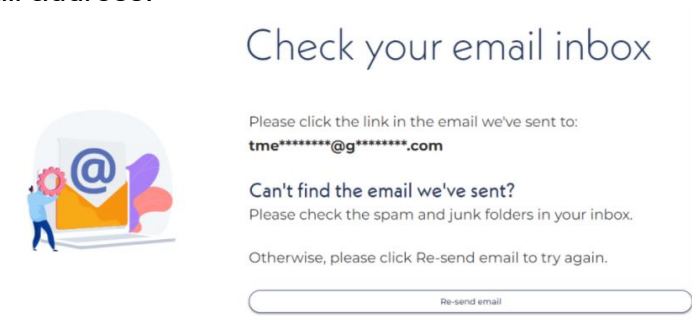 Check your email inbox
Please click the link in the email we've sent to:
tme********@g********.com
@
Can't find the email we've sent?
Please check the spam and junk folders in your inbox.
Otherwise, please click Re-send email to try again.
Re-send email